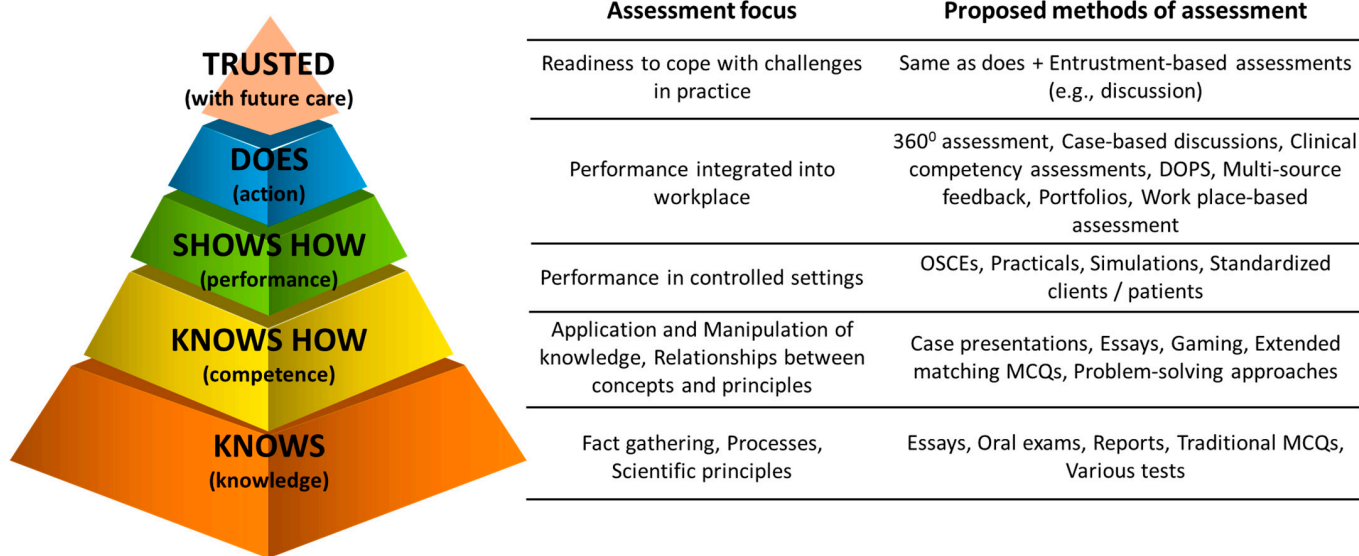 Assessment focus
Proposed methods of assessment
TRUSTED
(with future care)
Readiness to cope with challenges
in practice
Same as does + Entrustment-based assessments
(e.g., discussion)
DOES
(action)
Performance integrated into
workplace
360⁰ assessment, Case-based discussions, Clinical
competency assessments, DOPS, Multi-source
feedback, Portfolios, Work place-based
assessment
SHOWS HOW
(performance)
Performance in controlled settings
OSCEs, Practicals, Simulations, Standardized
clients / patients
KNOWS HOW
(competence)
Application and Manipulation of
knowledge, Relationships between
concepts and principles
Case presentations, Essays, Gaming, Extended
matching MCQs, Problem-solving approaches
KNOWS
(knowledge)
Fact gathering, Processes,
Scientific principles
Essays, Oral exams, Reports, Traditional MCQs,
Various tests